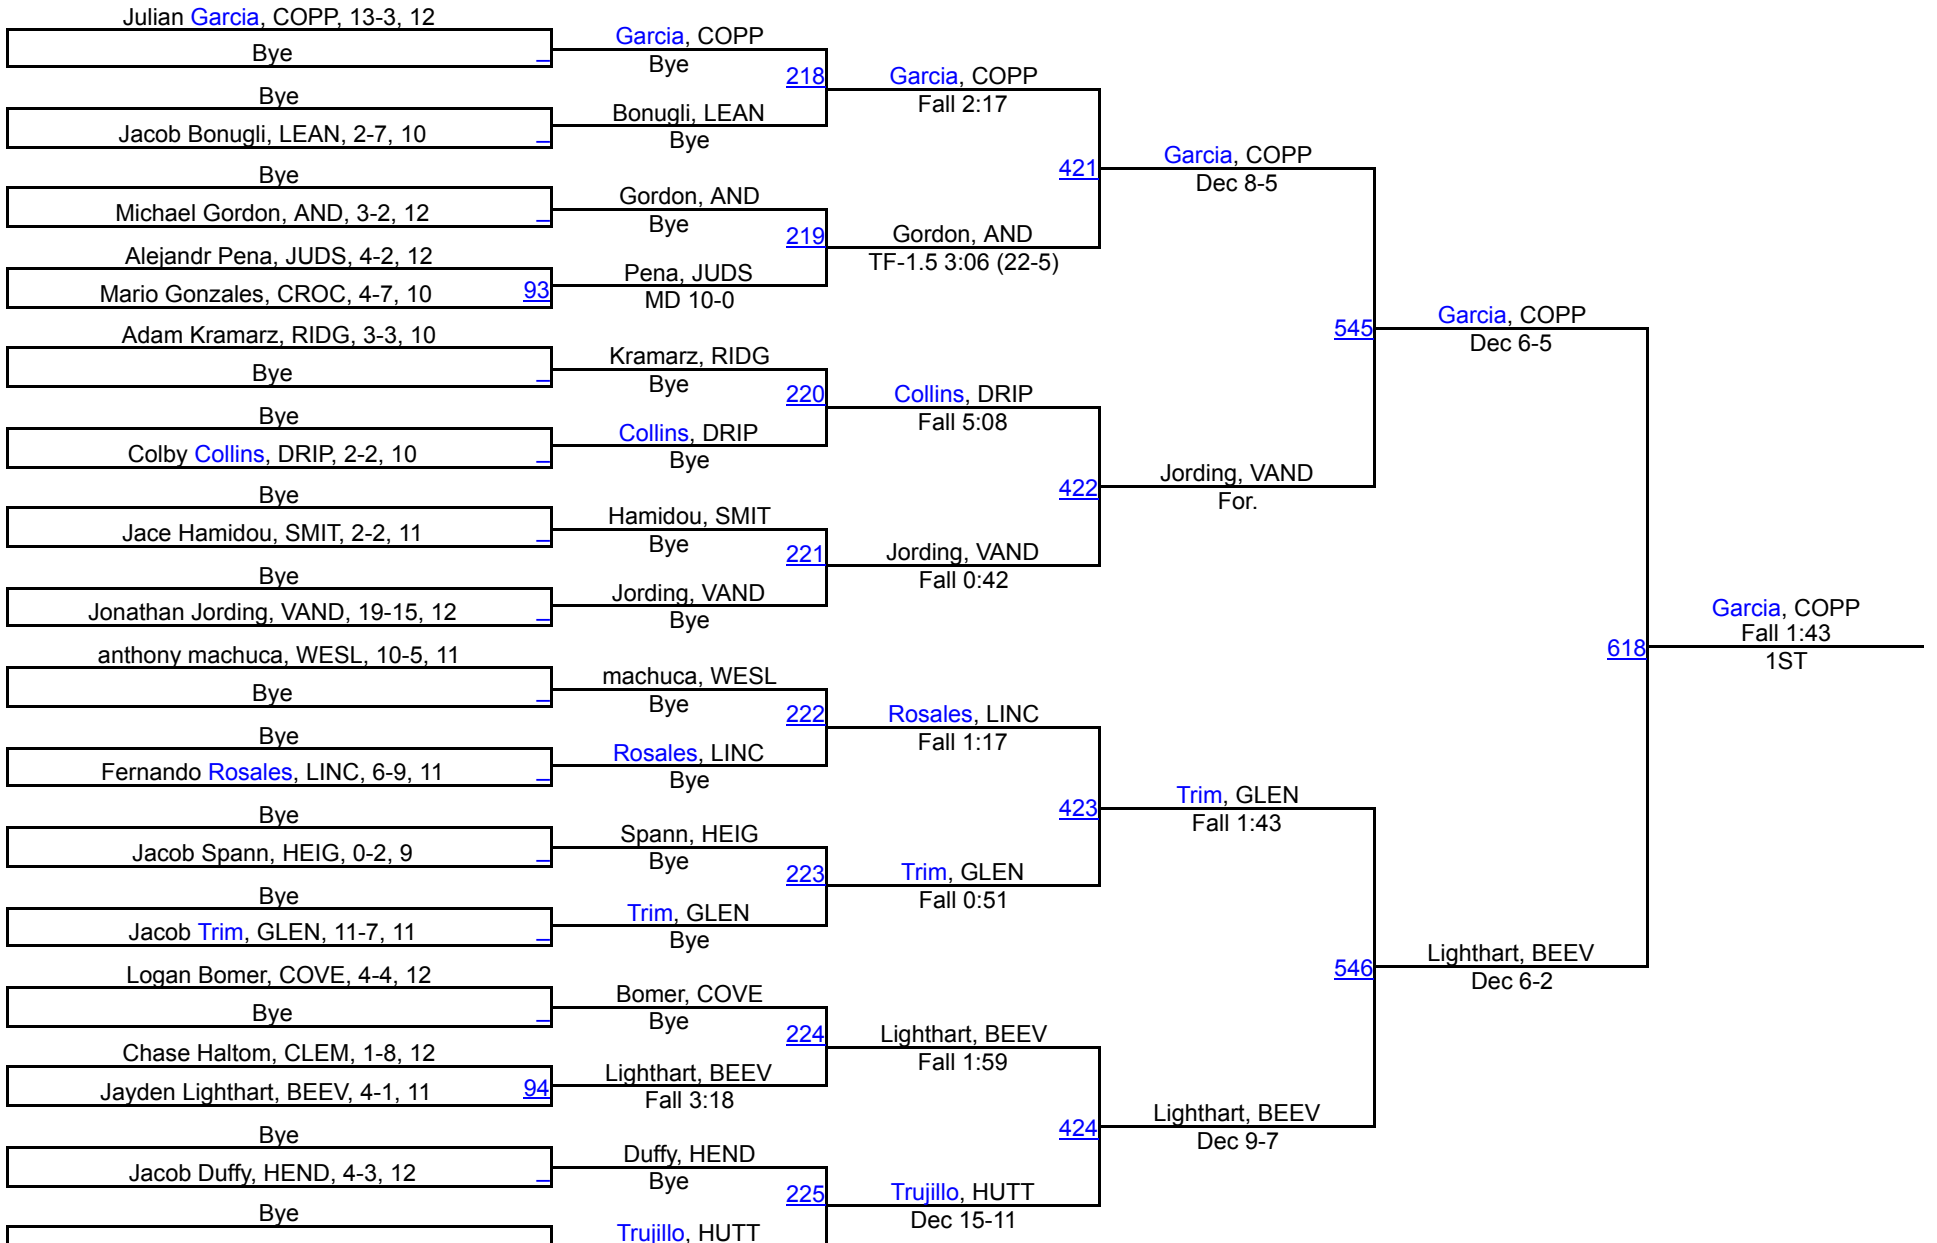 Julian Garcia, COPP, 13-3, 12
Bye
Bye
Jacob Bonugli, LEAN, 2-7, 10
Bye
Michael Gordon, AND, 3-2, 12
Alejandr Pena, JUDS, 4-2, 12
Mario Gonzales, CROC, 4-7, 10
93
Adam Kramarz, RIDG, 3-3, 10
Bye
Bye
Colby Collins, DRIP, 2-2, 10
Bye
Jace Hamidou, SMIT, 2-2, 11
Bye
Jonathan Jording, VAND, 19-15, 12
anthony machuca, WESL, 10-5, 11
Bye
Bye
Fernando Rosales, LINC, 6-9, 11
Bye
Jacob Spann, HEIG, 0-2, 9
Bye
Jacob Trim, GLEN, 11-7, 11
Logan Bomer, COVE, 4-4, 12
Bye
Chase Haltom, CLEM, 1-8, 12
Jayden Lighthart, BEEV, 4-1, 11
94
Bye
Jacob Duffy, HEND, 4-3, 12
Bye
Garcia, COPP
Bye
218
Bonugli, LEAN
Bye
Gordon, AND
Bye
219
Pena, JUDS
MD 10-0
Kramarz, RIDG
Bye
220
Collins, DRIP
Bye
Hamidou, SMIT
Bye
221
Jording, VAND
Bye
machuca, WESL
Bye
222
Rosales, LINC
Bye
Spann, HEIG
Bye
223
Trim, GLEN
Bye
Bomer, COVE
Bye
224
Lighthart, BEEV
Fall 3:18
Duffy, HEND
Bye
225
Trujillo, HUTT
Garcia, COPP
Fall 2:17
421
Gordon, AND
TF-1.5 3:06 (22-5)
Collins, DRIP
Fall 5:08
422
Jording, VAND
Fall 0:42
Rosales, LINC
Fall 1:17
423
Trim, GLEN
Fall 0:51
Lighthart, BEEV
Fall 1:59
424
Trujillo, HUTT
Dec 15-11
Garcia, COPP
Dec 8-5
545
Jording, VAND
For.
Trim, GLEN
Fall 1:43
546
Lighthart, BEEV
Dec 9-7
Garcia, COPP
Dec 6-5
618
Lighthart, BEEV
Dec 6-2
Garcia, COPP
Fall 1:43
1ST